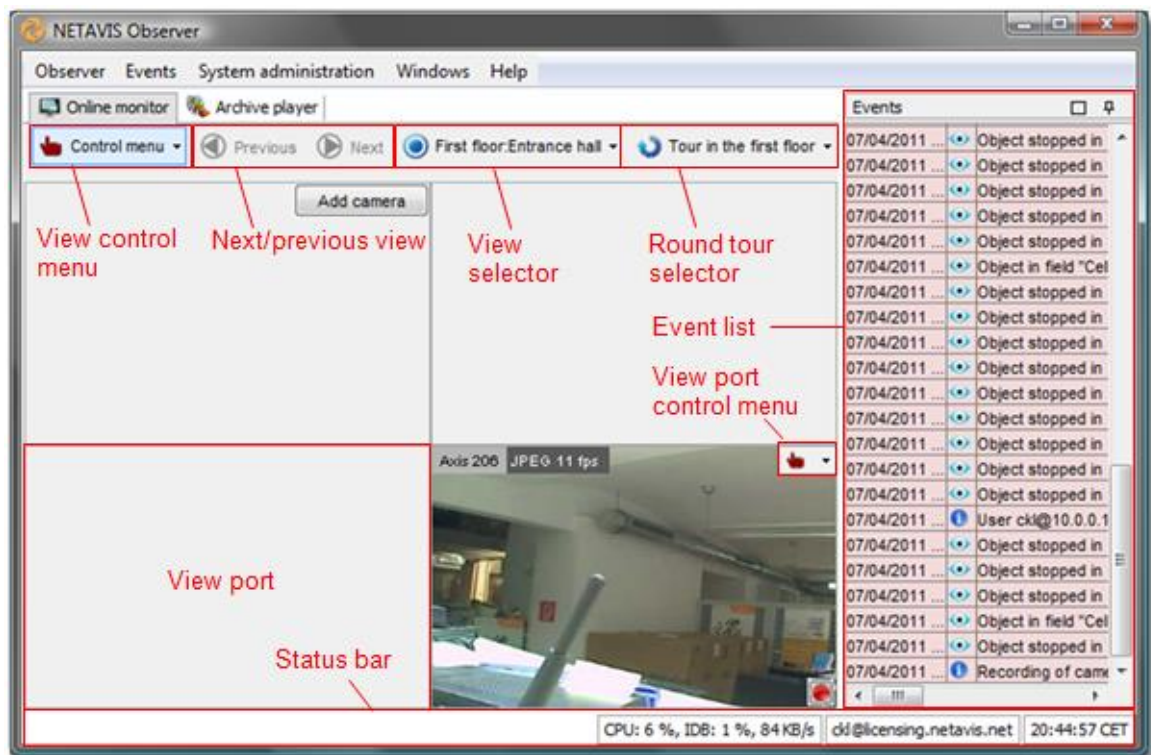 NETAVIS Observer
Observer Events System administration Windows Help
Online monitor Archive player
Events
Control menu Previous Next First floor:Entrance hall Tour in the first floor
Add camera
View control menu
Next/previous view
View selector
Round tour selector
Event list
View port control menu
Axis 206 JPEG 11 fps
View port
Status bar
07/04/2011 ... Object stopped in
07/04/2011 ... Object stopped in
07/04/2011 ... Object stopped in
07/04/2011 ... Object stopped in
07/04/2011 ... Object stopped in
07/04/2011 ... Object in field "Cel
07/04/2011 ... Object stopped in
07/04/2011 ... Object stopped in
07/04/2011 ... Object stopped in
07/04/2011 ... Object stopped in
07/04/2011 ... Object stopped in
07/04/2011 ... Object stopped in
07/04/2011 ... Object stopped in
07/04/2011 ... Object stopped in
07/04/2011 ... Object stopped in
07/04/2011 ... User ckl@10.0.0.1
07/04/2011 ... Object stopped in
07/04/2011 ... Object stopped in
07/04/2011 ... Object stopped in
07/04/2011 ... Object in field "Cel
07/04/2011 ... Object stopped in
07/04/2011 ... Recording of came
CPU: 6 %, IDB: 1 %, 84 KB/s ckl@licensing.netavis.net 20:44:57 CET